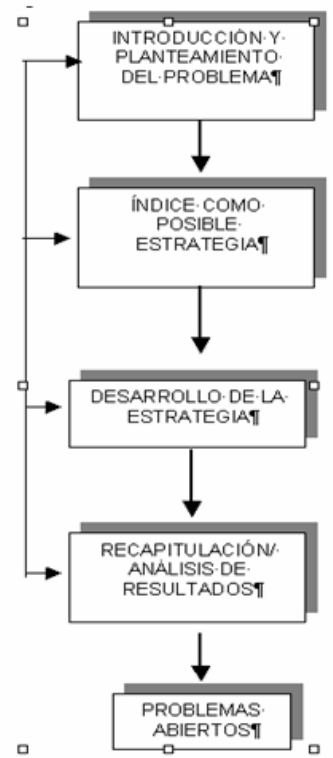 INTRODUCCIÓN·Y·
PLANTEAMIENTO·
DEL·PROBLEMA¶
ÍNDICE·COMO·
POSIBLE·
ESTRATEGIA¶
DESARROLLO·DE·LA·
ESTRATEGIA¶
RECAPITULACIÓN/·
ANÁLISIS·DE·
RESULTADOS¶
PROBLEMAS·
ABIERTOS¶